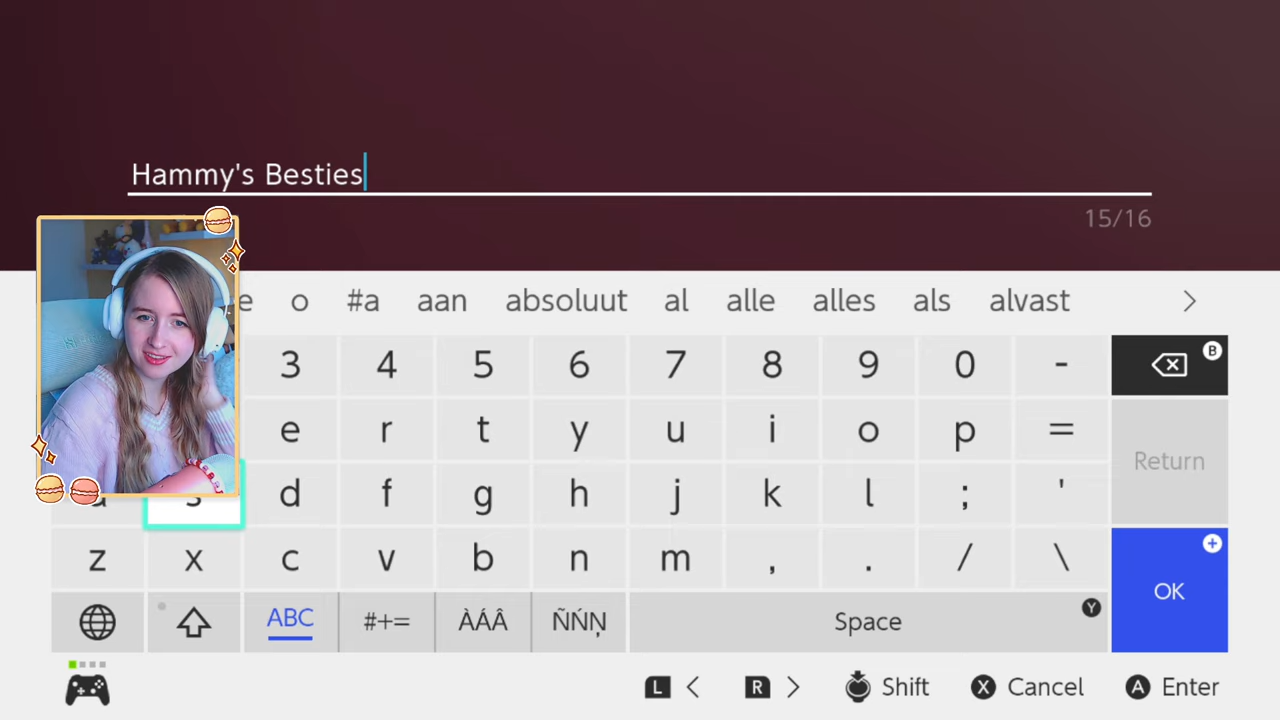 Hammy's Besties
15/16
e o #a aan absoluut al alle alles als alvast
3 4 5 6 7 8 9 0 - B
e r t y u i o p = Return
s d f g h j k l ; '
z x c v b n m , . / \ OK
ABC #+= ÀÁÂ ÑŃŅ Space Y
L R Shift X Cancel A Enter